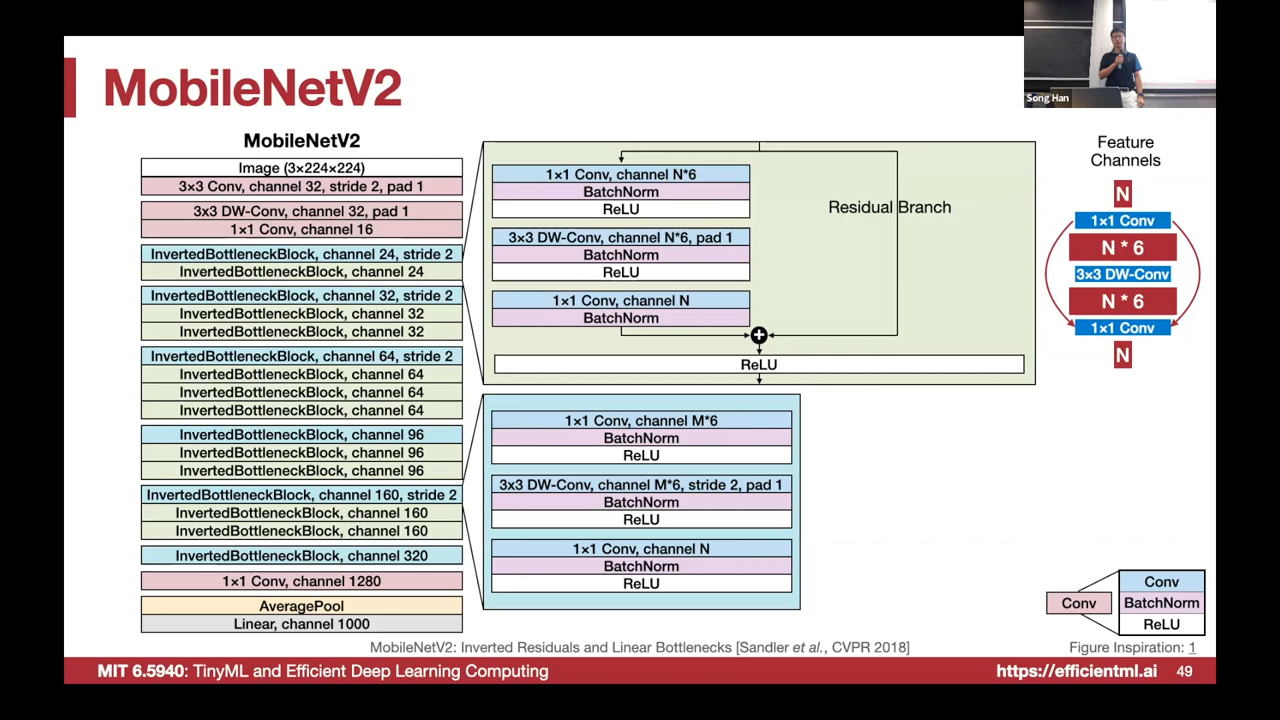 MobileNetV2
Song Han
MobileNetV2
Image (3×224×224)
3×3 Conv, channel 32, stride 2, pad 1
3x3 DW-Conv, channel 32, pad 1
1×1 Conv, channel 16
InvertedBottleneckBlock, channel 24, stride 2
InvertedBottleneckBlock, channel 24
InvertedBottleneckBlock, channel 32, stride 2
InvertedBottleneckBlock, channel 32
InvertedBottleneckBlock, channel 32
InvertedBottleneckBlock, channel 64, stride 2
InvertedBottleneckBlock, channel 64
InvertedBottleneckBlock, channel 64
InvertedBottleneckBlock, channel 64
InvertedBottleneckBlock, channel 96
InvertedBottleneckBlock, channel 96
InvertedBottleneckBlock, channel 96
InvertedBottleneckBlock, channel 160, stride 2
InvertedBottleneckBlock, channel 160
InvertedBottleneckBlock, channel 160
InvertedBottleneckBlock, channel 320
1×1 Conv, channel 1280
AveragePool
Linear, channel 1000
1×1 Conv, channel N*6
BatchNorm
ReLU
3x3 DW-Conv, channel N*6, pad 1
BatchNorm
ReLU
1×1 Conv, channel N
BatchNorm
Residual Branch
+
ReLU
1×1 Conv, channel M*6
BatchNorm
ReLU
3x3 DW-Conv, channel M*6, stride 2, pad 1
BatchNorm
ReLU
1×1 Conv, channel N
BatchNorm
ReLU
Feature
Channels
N
1×1 Conv
N * 6
3×3 DW-Conv
N * 6
1×1 Conv
N
Conv
Conv
BatchNorm
ReLU
MobileNetV2: Inverted Residuals and Linear Bottlenecks [Sandler et al., CVPR 2018]
Figure Inspiration: 1
MIT 6.5940: TinyML and Efficient Deep Learning Computing
https://efficientml.ai
49